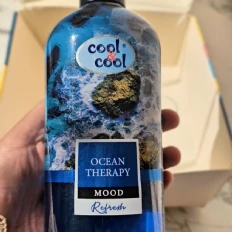 cool &
cool
OCEAN
THERAPY
MOOD
Refresh